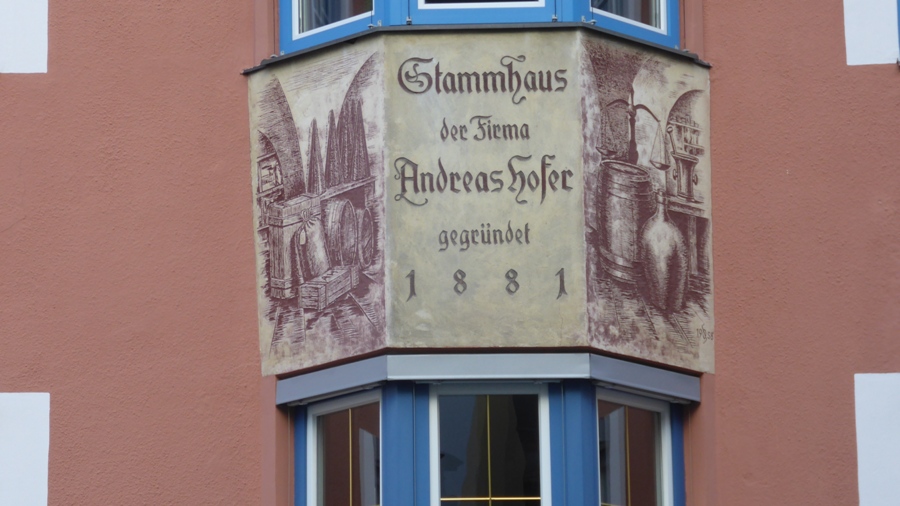 Stammhaus
der Firma
Andreas Hofer
gegründet
1881